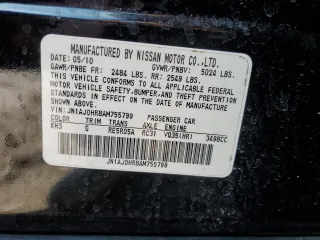 MANUFACTURED BY NISSAN MOTOR CO.,LTD.
DATE: 05/10 GVWR/PNBV: 5024 LBS.
GAWR/PNBE FR: 2484 LBS. RR: 2549 LBS.
THIS VEHICLE CONFORMS TO ALL APPLICABLE
FEDERAL MOTOR VEHICLE SAFETY,BUMPER,AND
THEFT PREVENTION STANDARDS IN EFFECT
ON THE DATE OF MANUFACTURE SHOWN ABOVE.
VIN: JN1AJ0HR8AM755799 PASSENGER CAR
COLOR TRIM TRANS AXLE ENGINE
KH3 G RE5R05A RC31 VQ35(HR) 3498CC
JN1AJ0HR8AM755799